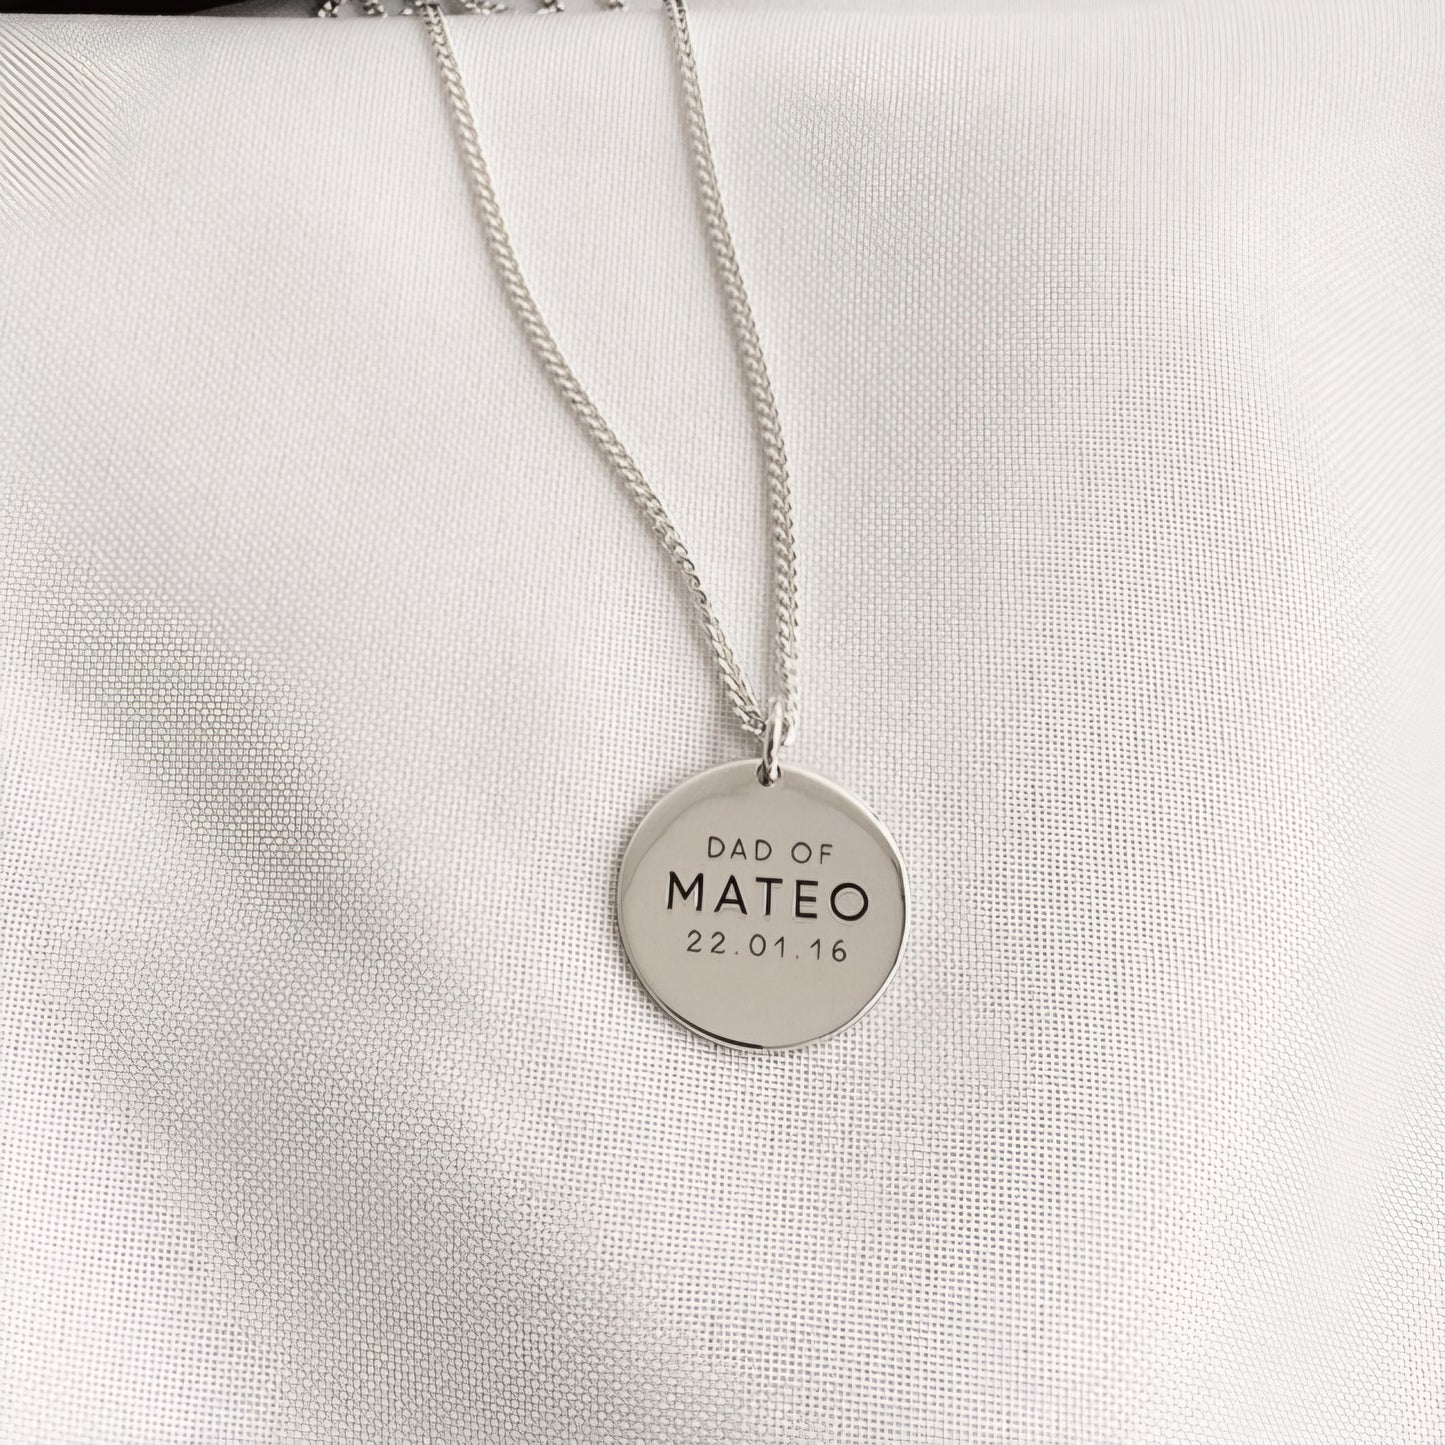 DAD OF
MATEO
22.01.16